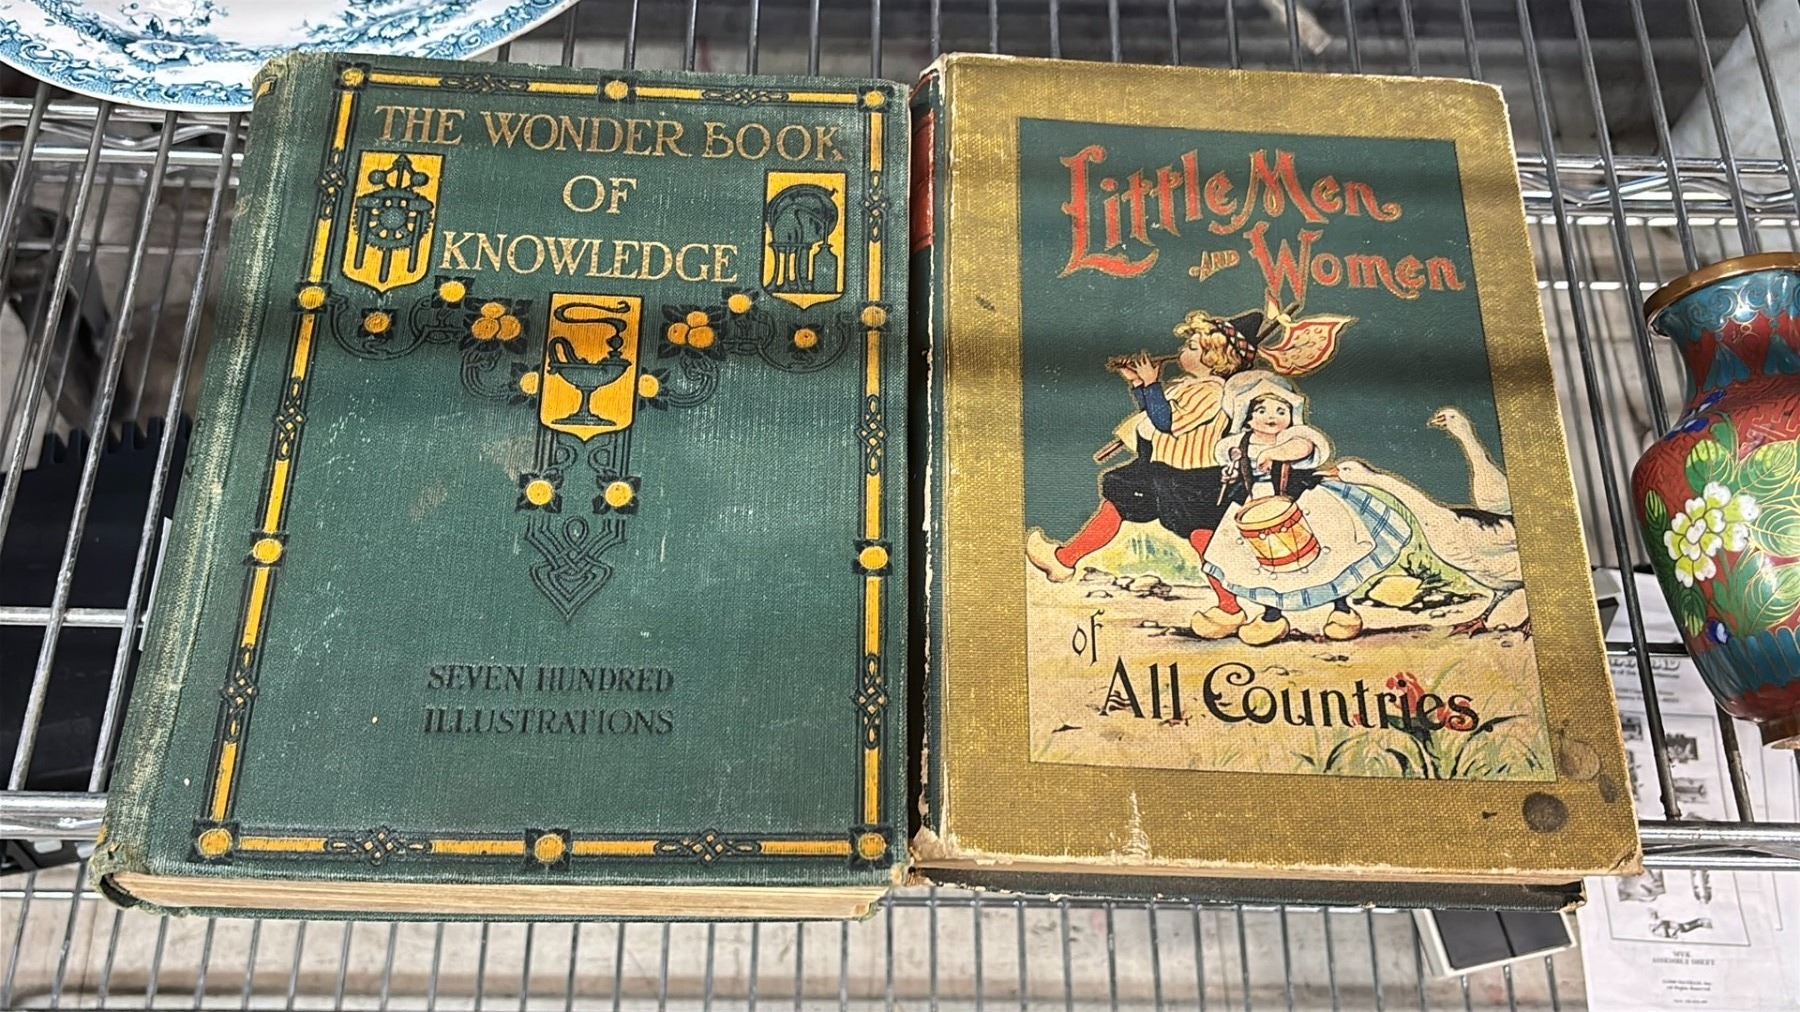 THE WONDER BOOK
OF
KNOWLEDGE
SEVEN HUNDRED
ILLUSTRATIONS
Little Men
AND Women
of
All Countries.